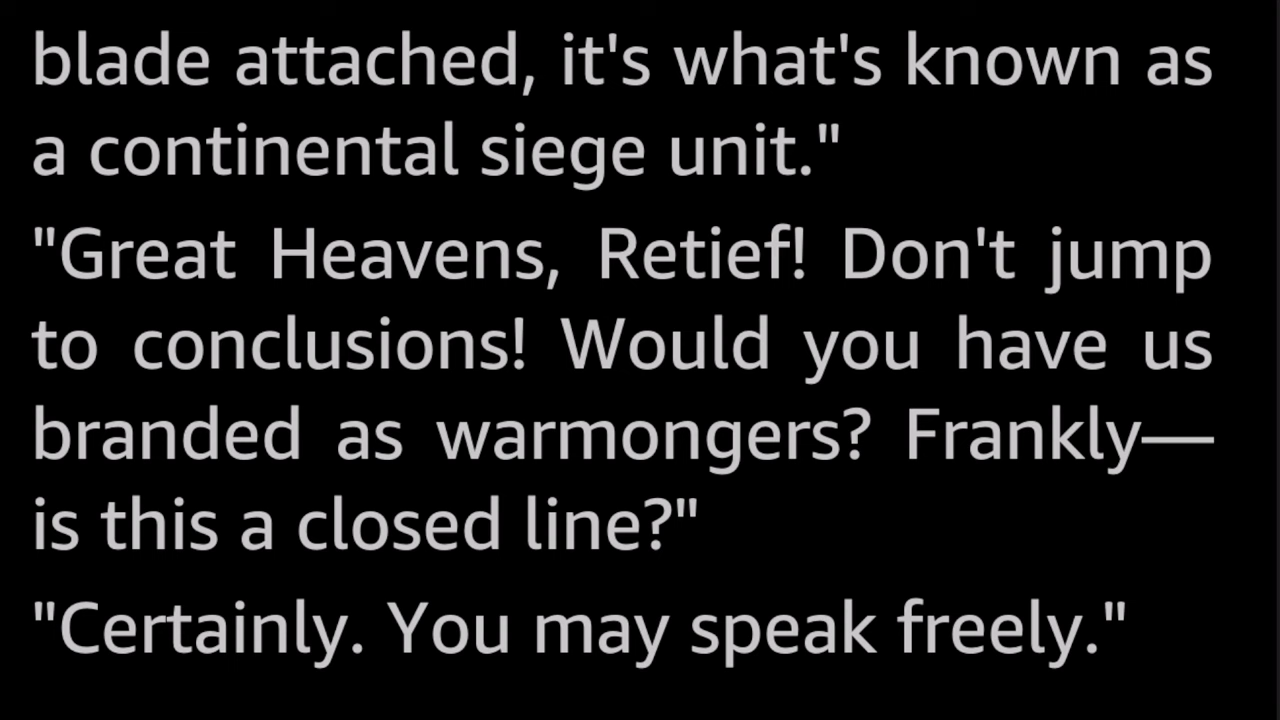 blade attached, it's what's known as
a continental siege unit."
"Great Heavens, Retief! Don't jump
to conclusions! Would you have us
branded as warmongers? Frankly—
is this a closed line?"
"Certainly. You may speak freely."